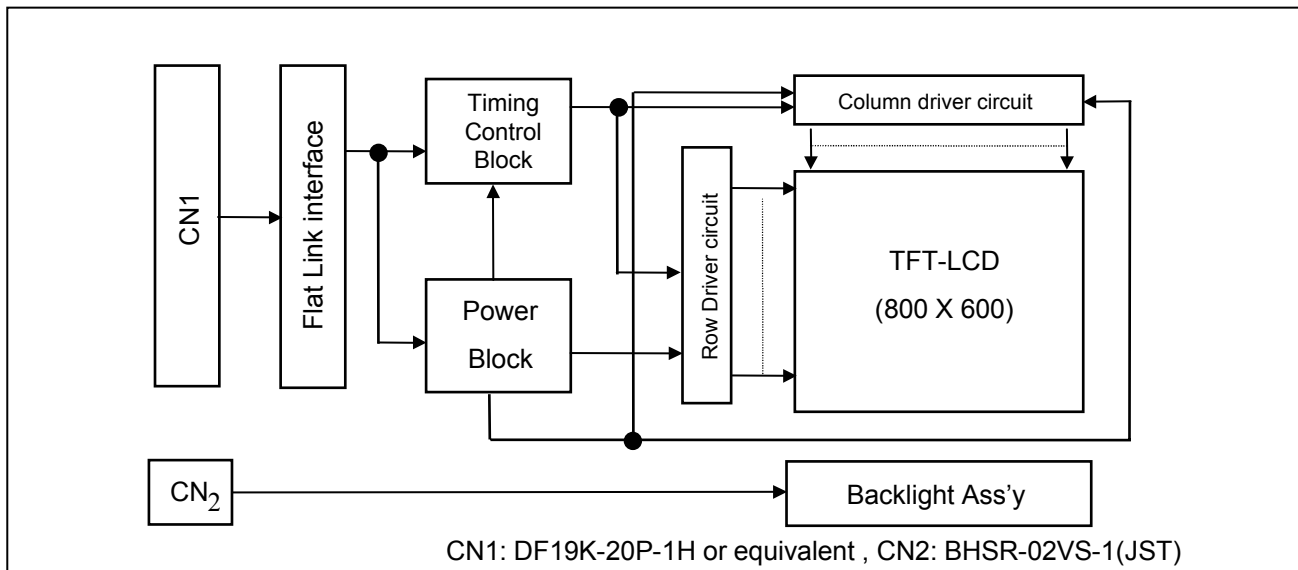 CN1
Flat Link interface
Timing
Control
Block
Power
Block
Row Driver circuit
Column driver circuit
TFT-LCD
(800 X 600)
CN2
Backlight Ass’y
CN1: DF19K-20P-1H or equivalent , CN2: BHSR-02VS-1(JST)